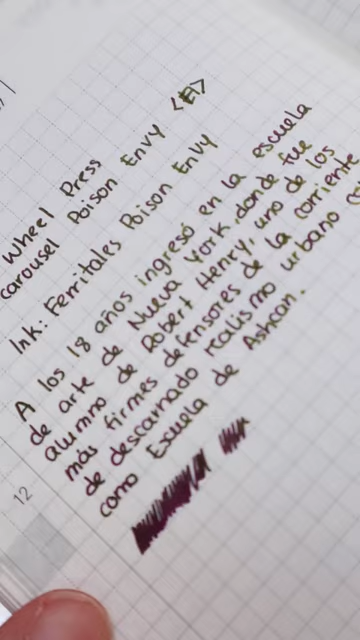 Wheel Press
carousel Poison Envy <EF>
Ink: Ferritales Poison Envy
A los 18 años ingresó en la escuela
de arte de Nueva York, donde fue
alumno de Robert Henry, uno de los
más firmes defensores de la corriente
de descarnado realismo urbano
como Escuela de Ashcan.
12